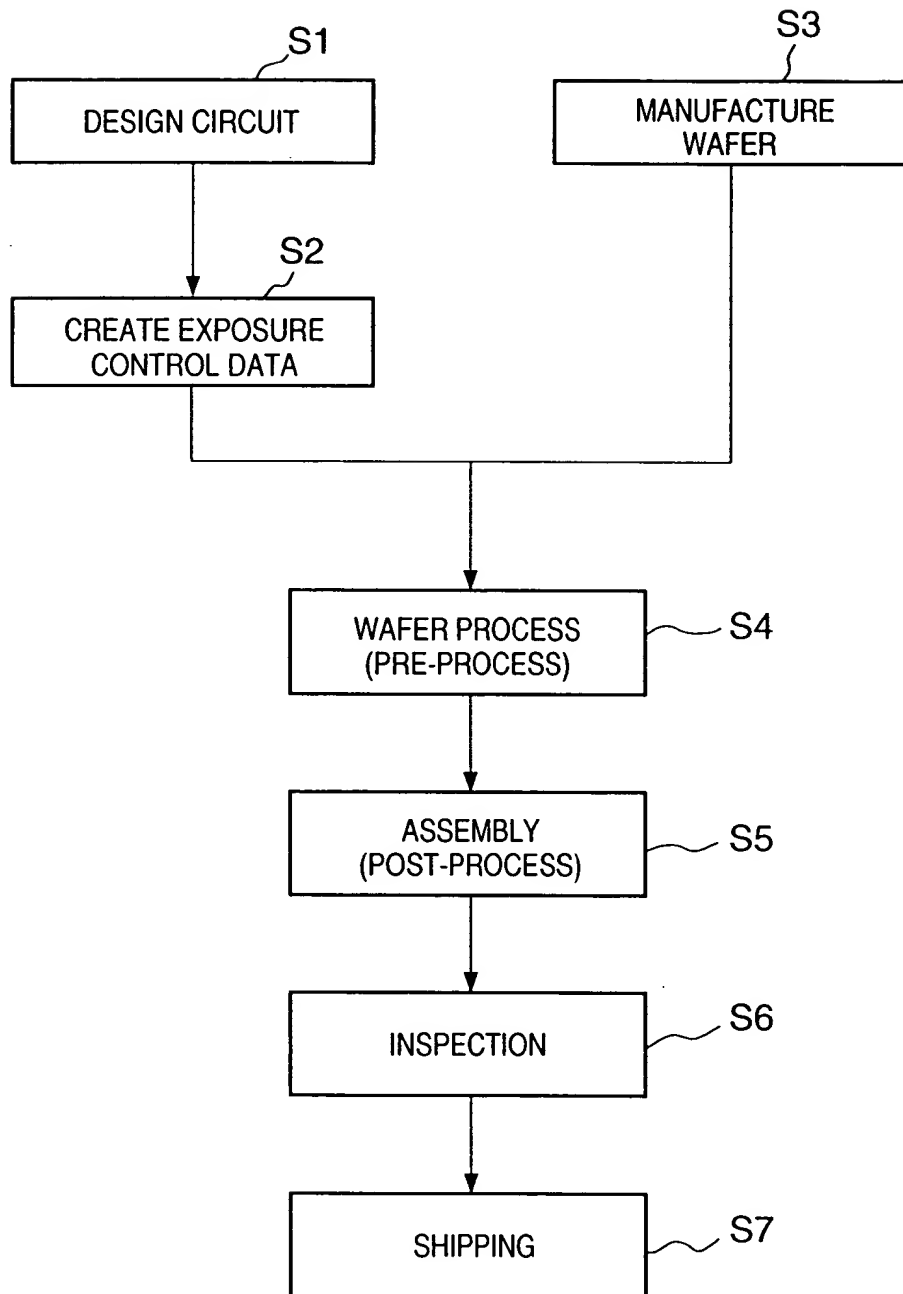 S1
DESIGN CIRCUIT
S3
MANUFACTURE
WAFER
S2
CREATE EXPOSURE
CONTROL DATA
WAFER PROCESS
(PRE-PROCESS)
S4
ASSEMBLY
(POST-PROCESS)
S5
INSPECTION
S6
SHIPPING
S7